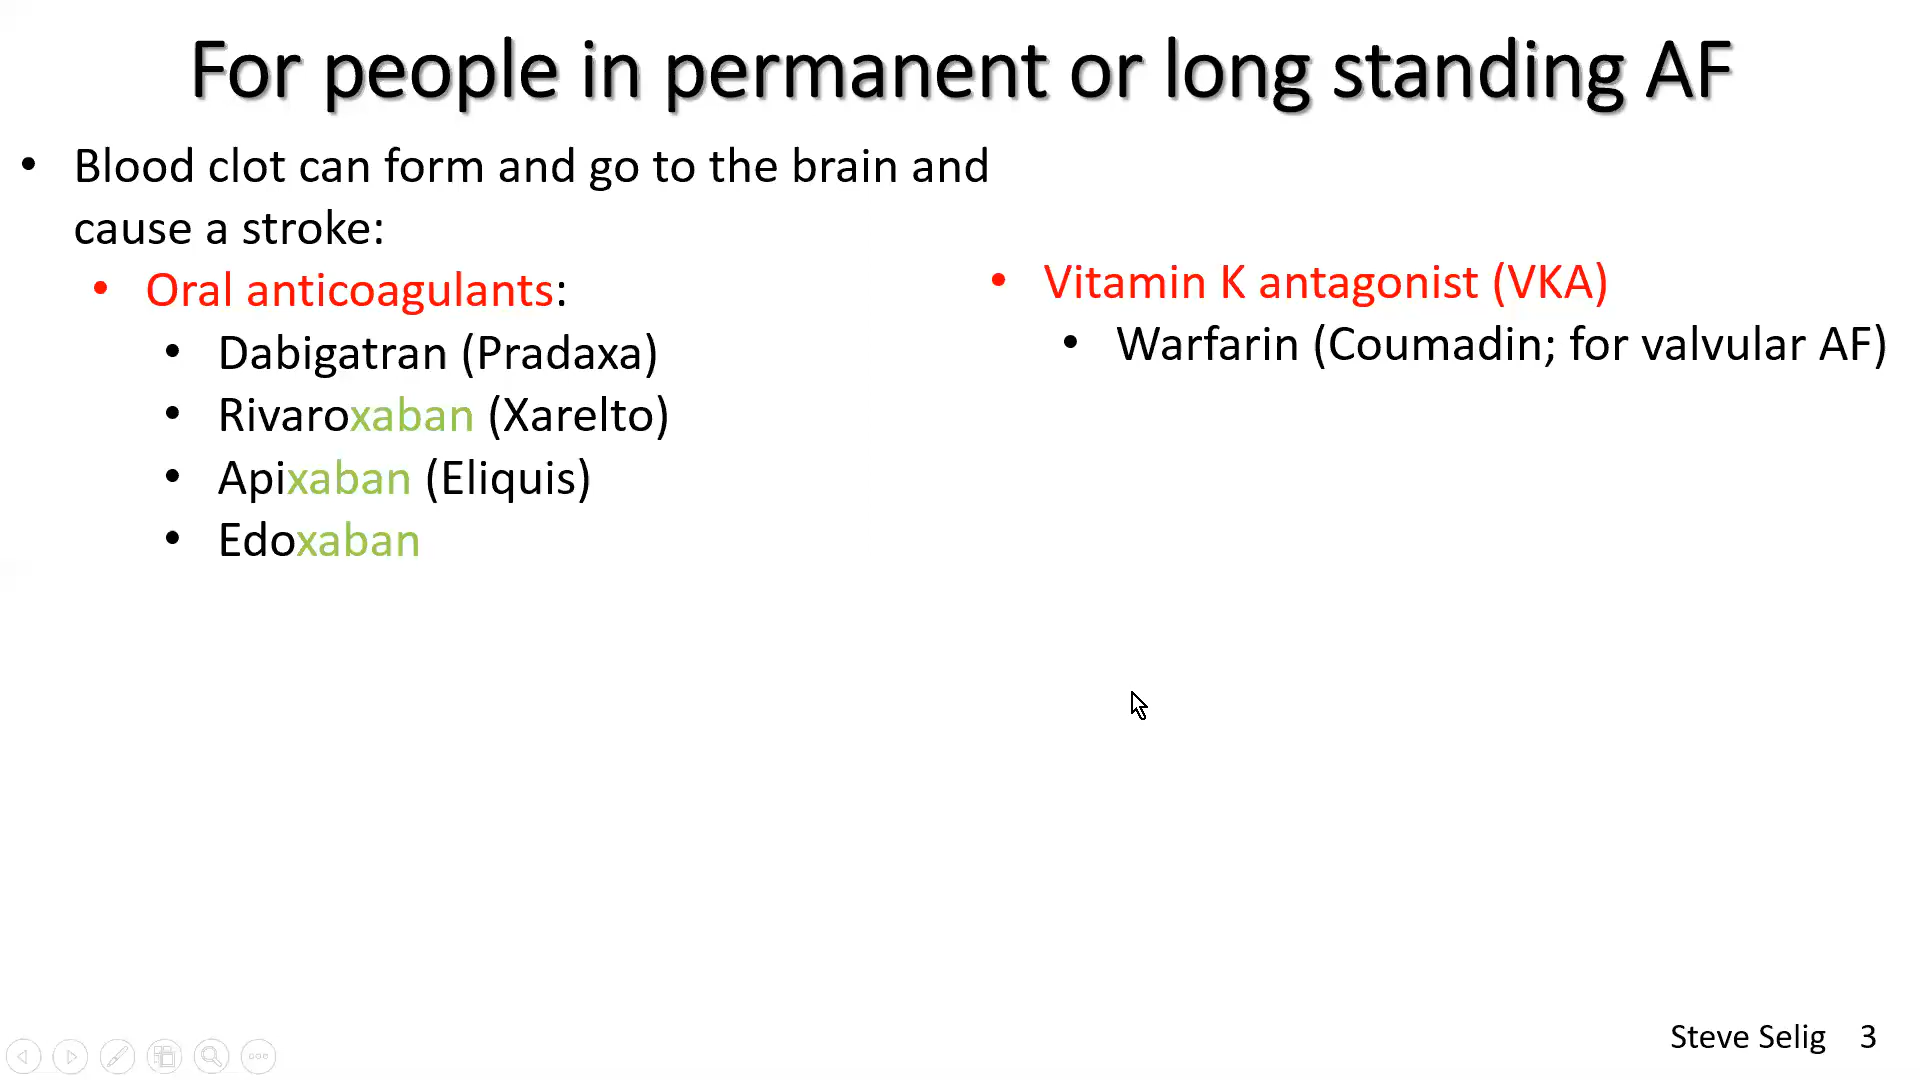 For people in permanent or long standing AF
• Blood clot can form and go to the brain and
cause a stroke:
• Oral anticoagulants:
• Dabigatran (Pradaxa)
• Rivaroxaban (Xarelto)
• Apixaban (Eliquis)
• Edoxaban
• Vitamin K antagonist (VKA)
• Warfarin (Coumadin; for valvular AF)
Steve Selig 3